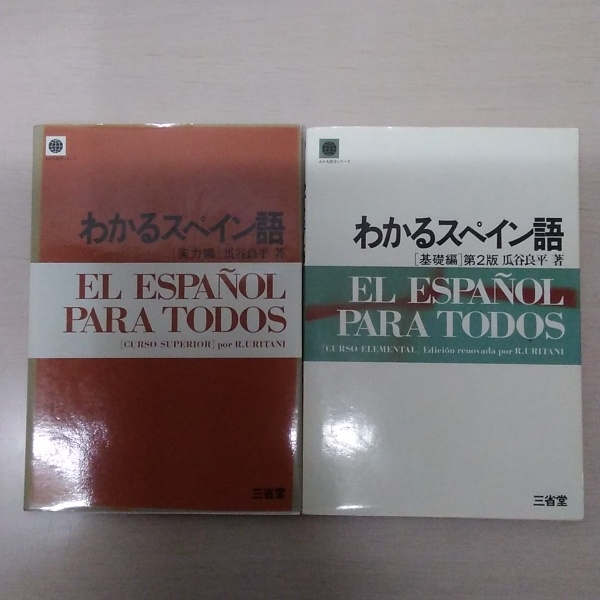 わかるスペイン語
[実力編] 瓜谷良平 著
EL ESPAÑOL
PARA TODOS
[CURSO SUPERIOR] por R.URITANI
三省堂
わかるスペイン語
[基礎編] 第2版 瓜谷良平 著
EL ESPAÑOL
PARA TODOS
[CURSO ELEMENTAL] Edición renovada por R.URITANI
三省堂